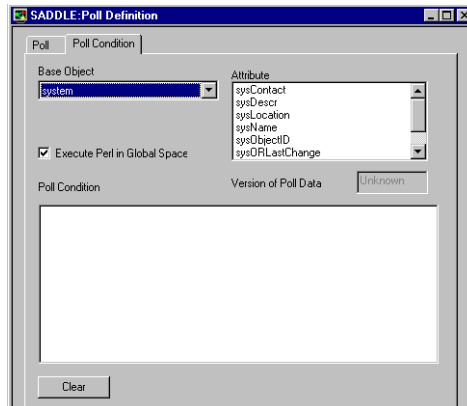 SADDLE:Poll Definition
Poll
Poll Condition
Base Object
system
Attribute
sysContact
sysDescr
sysLocation
sysName
sysObjectID
sysORLastChange
Execute Perl in Global Space
Poll Condition
Version of Poll Data
Unknown
Clear